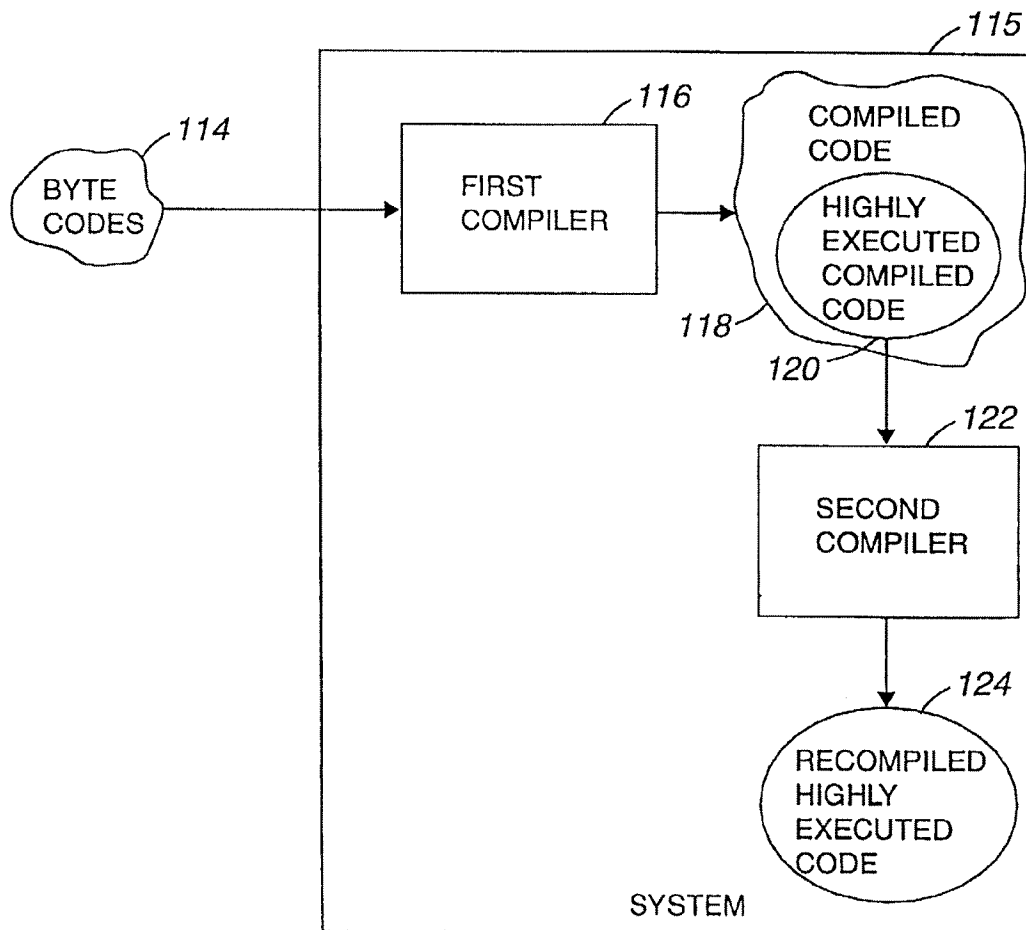 115
114
BYTE
CODES
116
FIRST
COMPILER
COMPILED
CODE
HIGHLY
EXECUTED
COMPILED
CODE
118
120
122
SECOND
COMPILER
124
RECOMPILED
HIGHLY
EXECUTED
CODE
SYSTEM